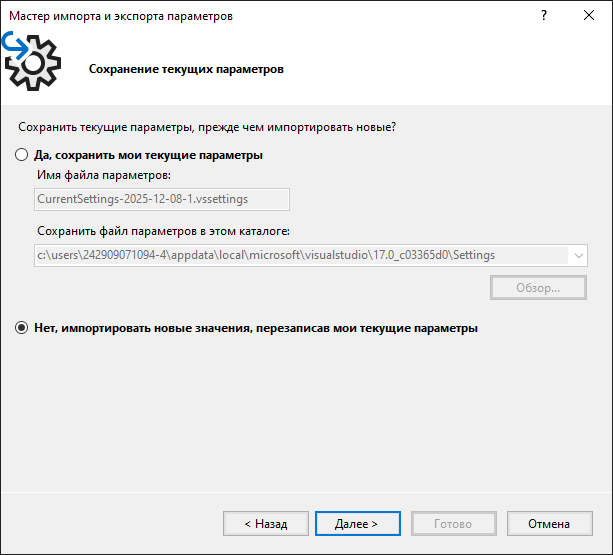 Мастер импорта и экспорта параметров
?
Сохранение текущих параметров
Сохранить текущие параметры, прежде чем импортировать новые?
Да, сохранить мои текущие параметры
Имя файла параметров:
CurrentSettings-2025-12-08-1.vssettings
Сохранить файл параметров в этом каталоге:
c:\users\242909071094-4\appdata\local\microsoft\visualstudio\17.0_c03365d0\Settings
Обзор...
Нет, импортировать новые значения, перезаписав мои текущие параметры
< Назад
Далее >
Готово
Отмена